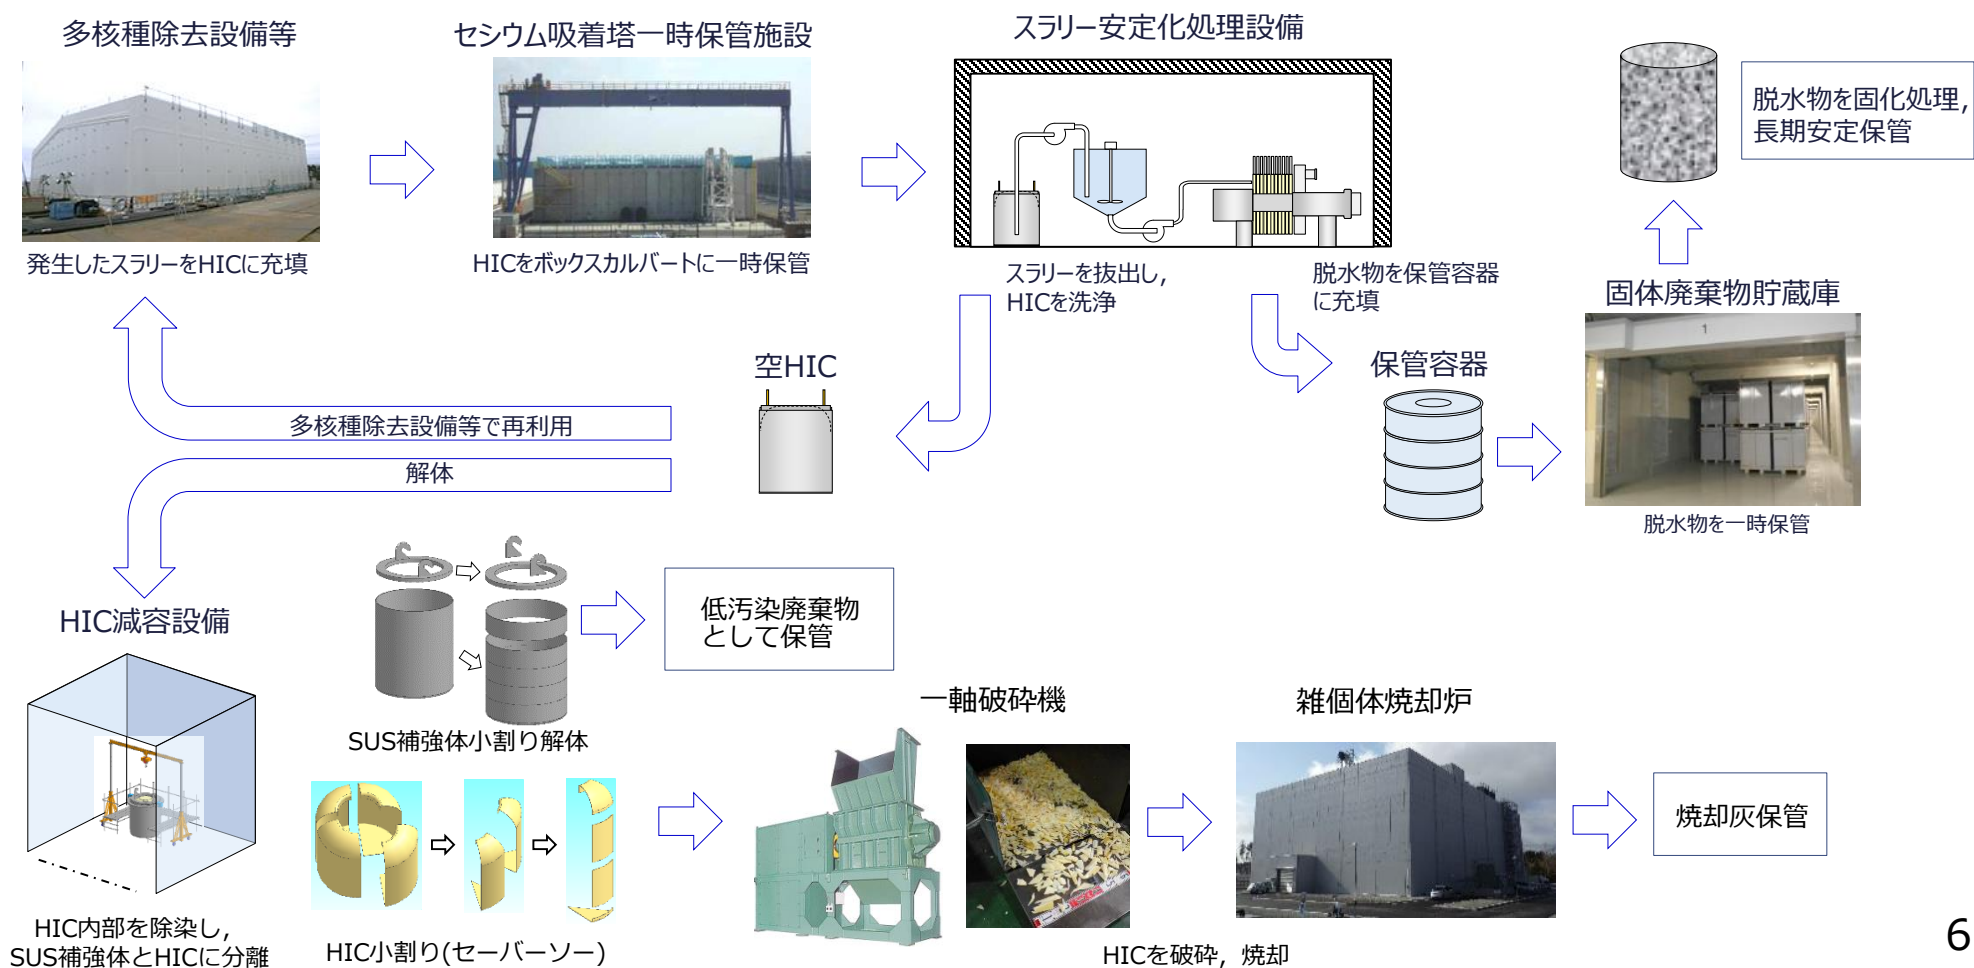 多核種除去設備等
発生したスラリーをHICに充填
セシウム吸着塔一時保管施設
HICをボックスカルバートに一時保管
スラリー安定化処理設備
スラリーを抜出し,
HICを洗浄
脱水物を保管容器
に充填
脱水物を固化処理,
長期安定保管
固体廃棄物貯蔵庫
1
脱水物を一時保管
保管容器
空HIC
多核種除去設備等で再利用
解体
HIC減容設備
HIC内部を除染し,
SUS補強体とHICに分離
SUS補強体小割り解体
低汚染廃棄物
として保管
HIC小割り(セーバーソー)
一軸破砕機
雑個体焼却炉
HICを破砕，焼却
焼却灰保管
6